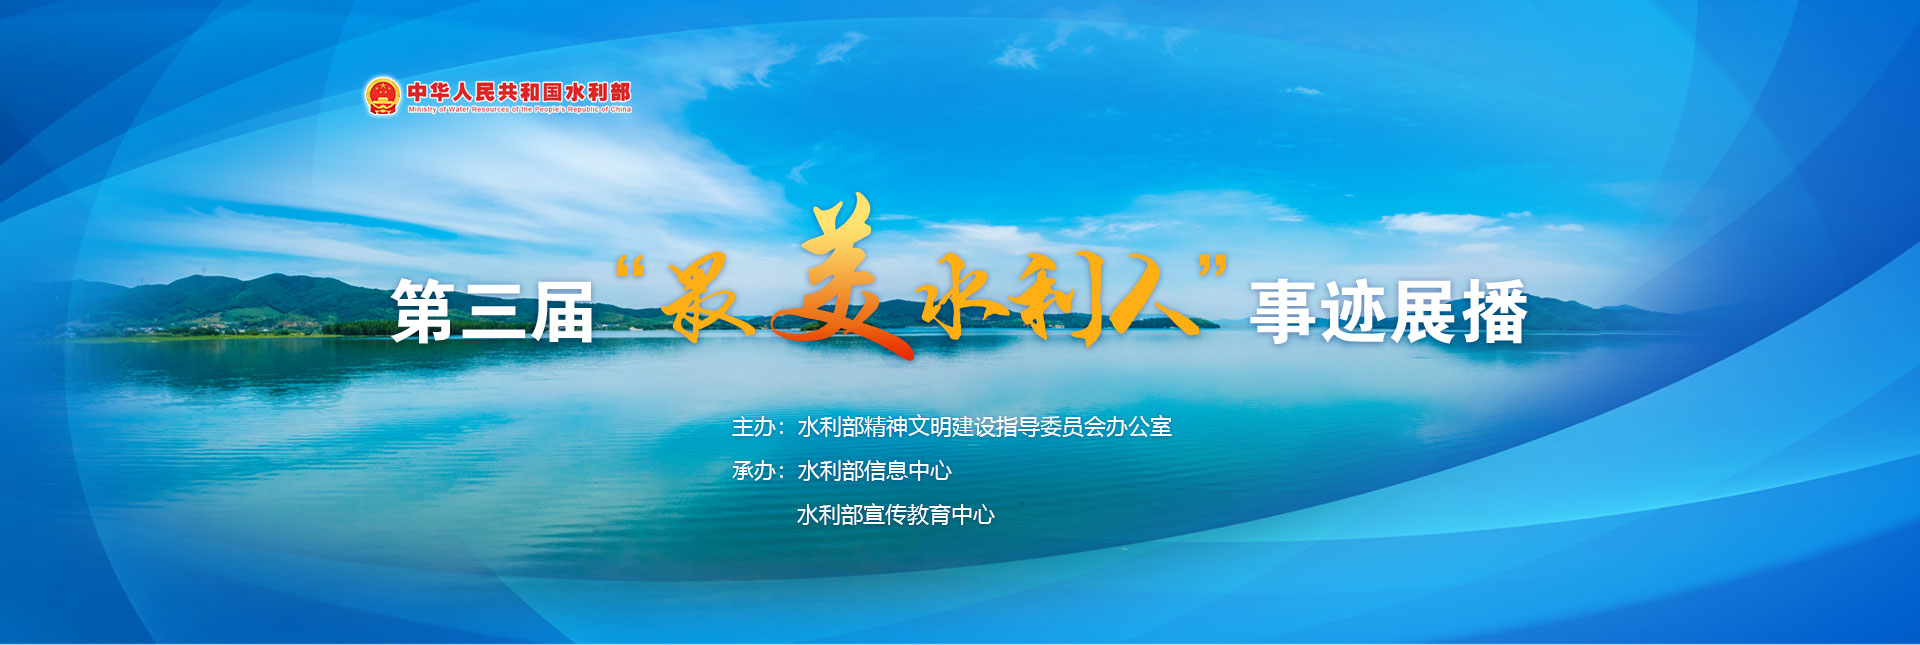 中华人民共和国水利部
Ministry of Water Resources of the People's Republic of China
第三届“最美水利人”事迹展播
主办：水利部精神文明建设指导委员会办公室
承办：水利部信息中心
水利部宣传教育中心